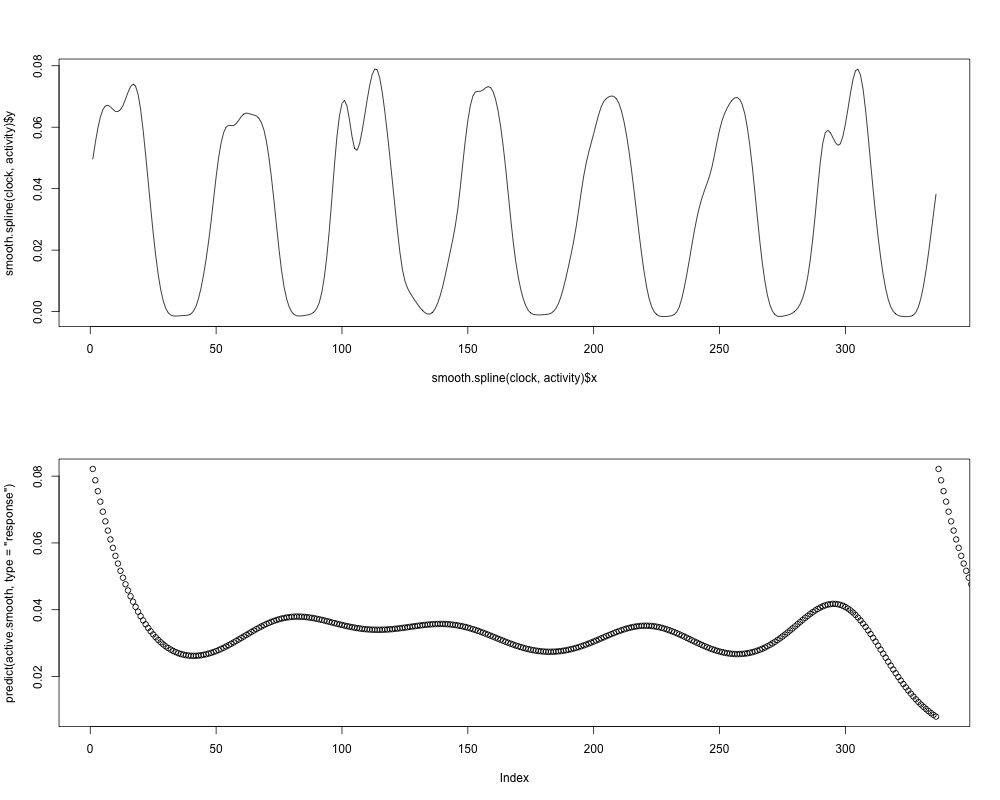 smooth.spline(clock, activity)$y
0.00 0.02 0.04 0.06 0.08
0 50 100 150 200 250 300
smooth.spline(clock, activity)$x
predict(active.smooth, type = "response")
0.02 0.04 0.06 0.08
0 50 100 150 200 250 300
Index